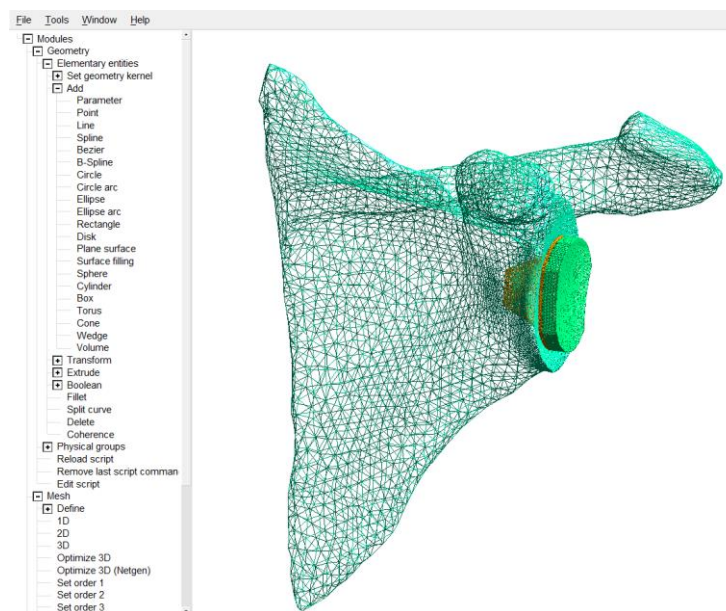 File Tools Window Help
Modules
Geometry
Elementary entities
Set geometry kernel
Add
Parameter
Point
Line
Spline
Bezier
B-Spline
Circle
Circle arc
Ellipse
Ellipse arc
Rectangle
Disk
Plane surface
Surface filling
Sphere
Cylinder
Box
Torus
Cone
Wedge
Volume
Transform
Extrude
Boolean
Fillet
Split curve
Delete
Coherence
Physical groups
Reload script
Remove last script comman
Edit script
Mesh
Define
1D
2D
3D
Optimize 3D
Optimize 3D (Netgen)
Set order 1
Set order 2
Set order 3